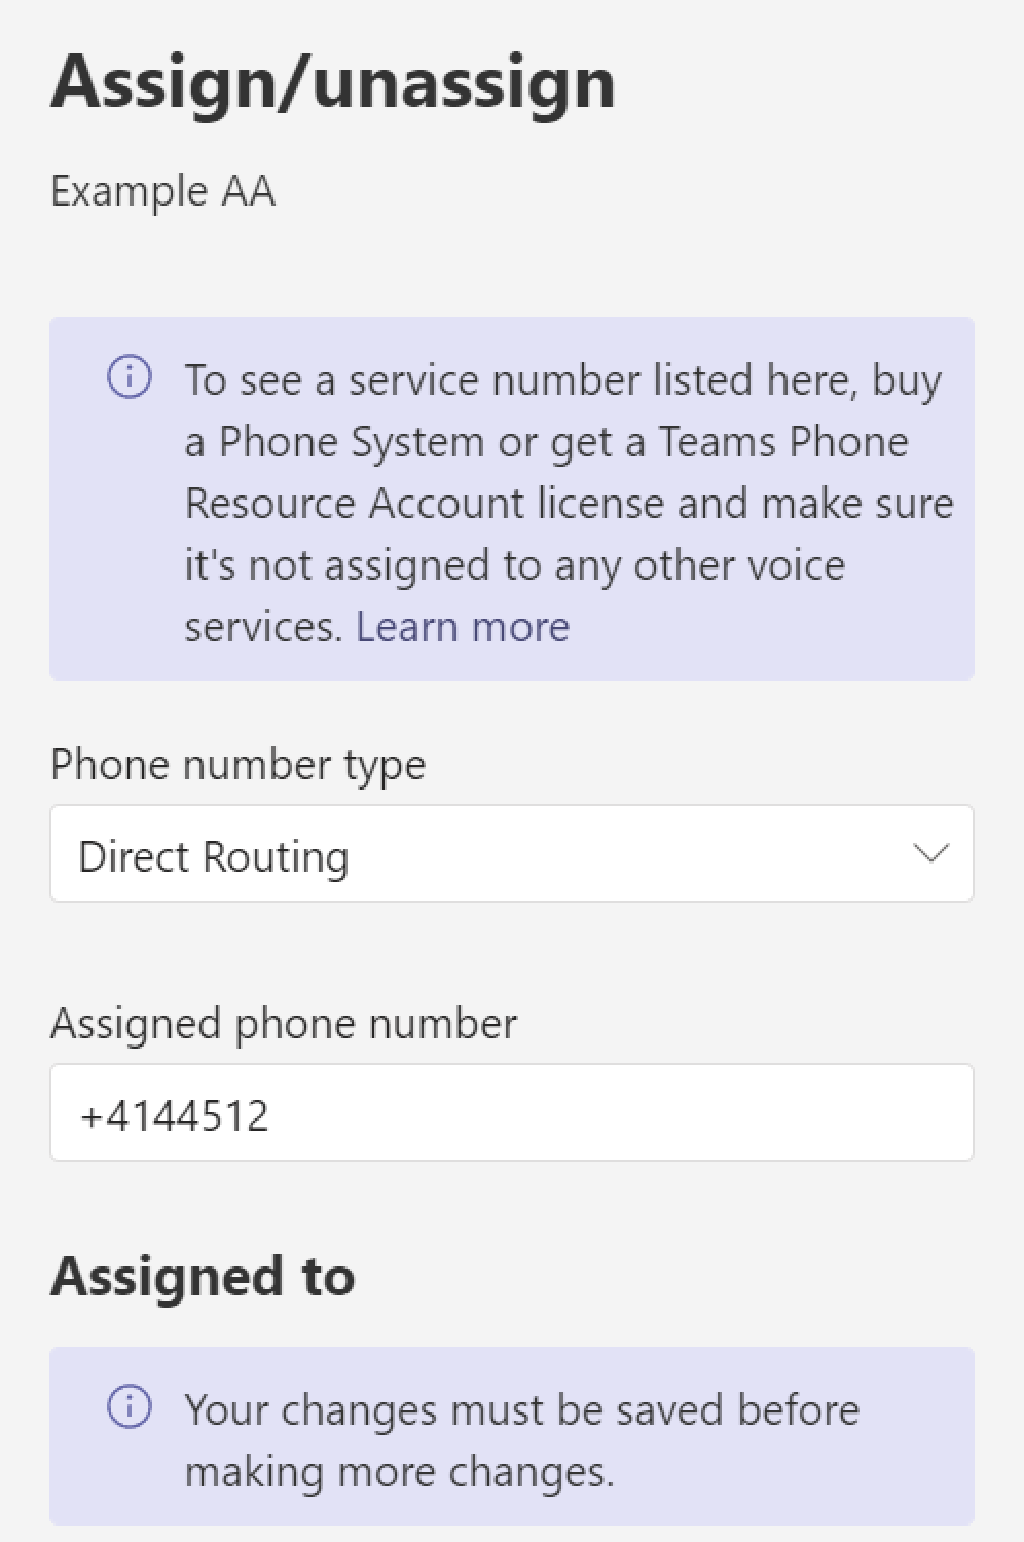 Assign/unassign
Example AA
To see a service number listed here, buy
a Phone System or get a Teams Phone
Resource Account license and make sure
it's not assigned to any other voice
services. Learn more
Phone number type
Direct Routing
Assigned phone number
+4144512
Assigned to
Your changes must be saved before
making more changes.